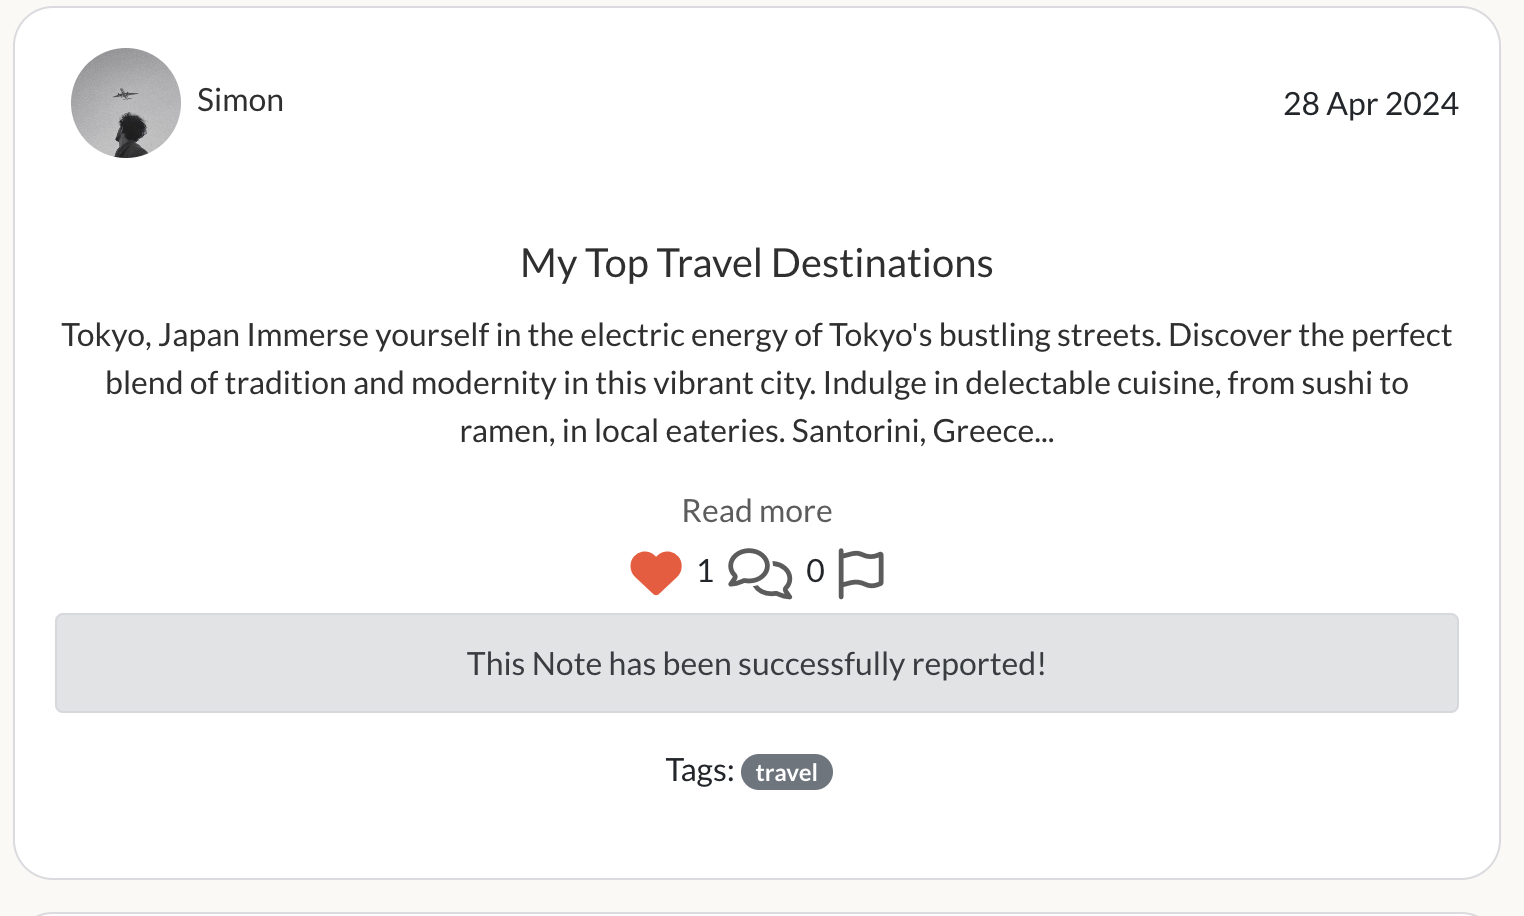 Simon
28 Apr 2024
My Top Travel Destinations
Tokyo, Japan Immerse yourself in the electric energy of Tokyo's bustling streets. Discover the perfect
blend of tradition and modernity in this vibrant city. Indulge in delectable cuisine, from sushi to
ramen, in local eateries. Santorini, Greece...
Read more
1 0
This Note has been successfully reported!
Tags: travel